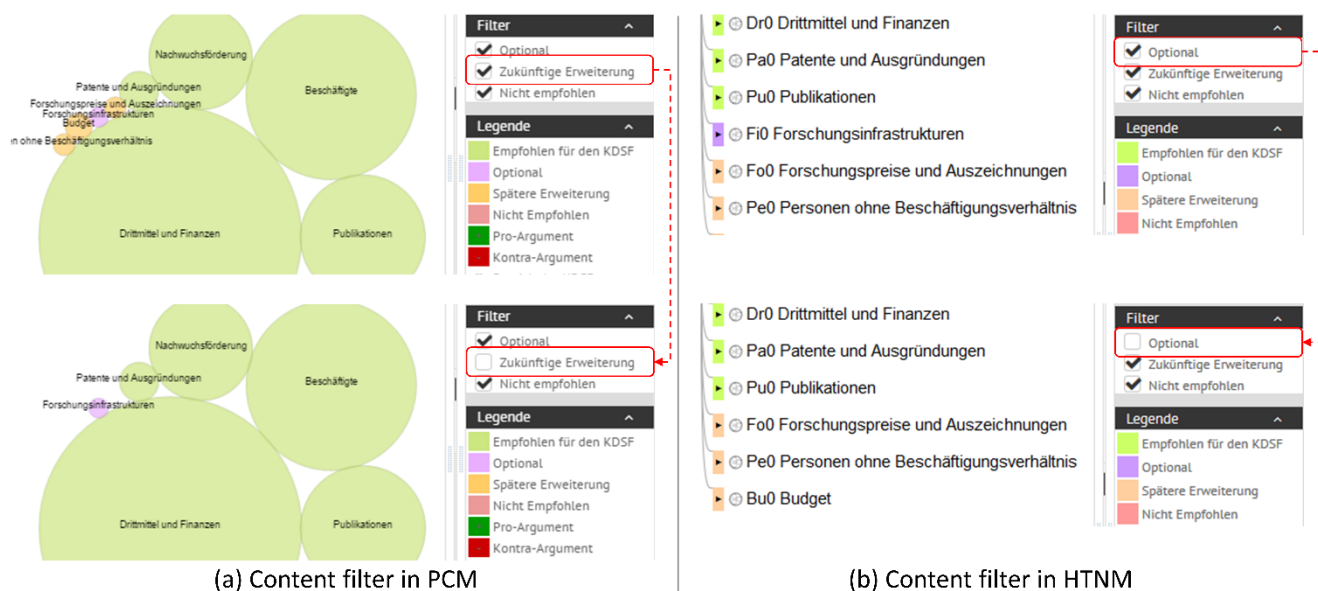 Nachwuchsförderung
Patente und Ausgründungen
Beschäftigte
Forschungspreise und Auszeichnungen
Forschungsinfrastrukturen
Budget
n ohne Beschäftigungsverhältnis
Drittmittel und Finanzen
Publikationen
Filter
Optional
Zukünftige Erweiterung
Nicht empfohlen
Legende
Empfohlen für den KDSF
Optional
Spätere Erweiterung
Nicht Empfohlen
Pro-Argument
Kontra-Argument
Nachwuchsförderung
Patente und Ausgründungen
Beschäftigte
Forschungsinfrastrukturen
Drittmittel und Finanzen
Publikationen
Filter
Optional
Zukünftige Erweiterung
Nicht empfohlen
Legende
Empfohlen für den KDSF
Optional
Spätere Erweiterung
Nicht Empfohlen
Pro-Argument
Kontra-Argument
(a) Content filter in PCM
Dr0 Drittmittel und Finanzen
Pa0 Patente und Ausgründungen
Pu0 Publikationen
Fi0 Forschungsinfrastrukturen
Fo0 Forschungspreise und Auszeichnungen
Pe0 Personen ohne Beschäftigungsverhältnis
Filter
Optional
Zukünftige Erweiterung
Nicht empfohlen
Legende
Empfohlen für den KDSF
Optional
Spätere Erweiterung
Nicht Empfohlen
Dr0 Drittmittel und Finanzen
Pa0 Patente und Ausgründungen
Pu0 Publikationen
Fo0 Forschungspreise und Auszeichnungen
Pe0 Personen ohne Beschäftigungsverhältnis
Bu0 Budget
Filter
Optional
Zukünftige Erweiterung
Nicht empfohlen
Legende
Empfohlen für den KDSF
Optional
Spätere Erweiterung
Nicht Empfohlen
(b) Content filter in HTNM